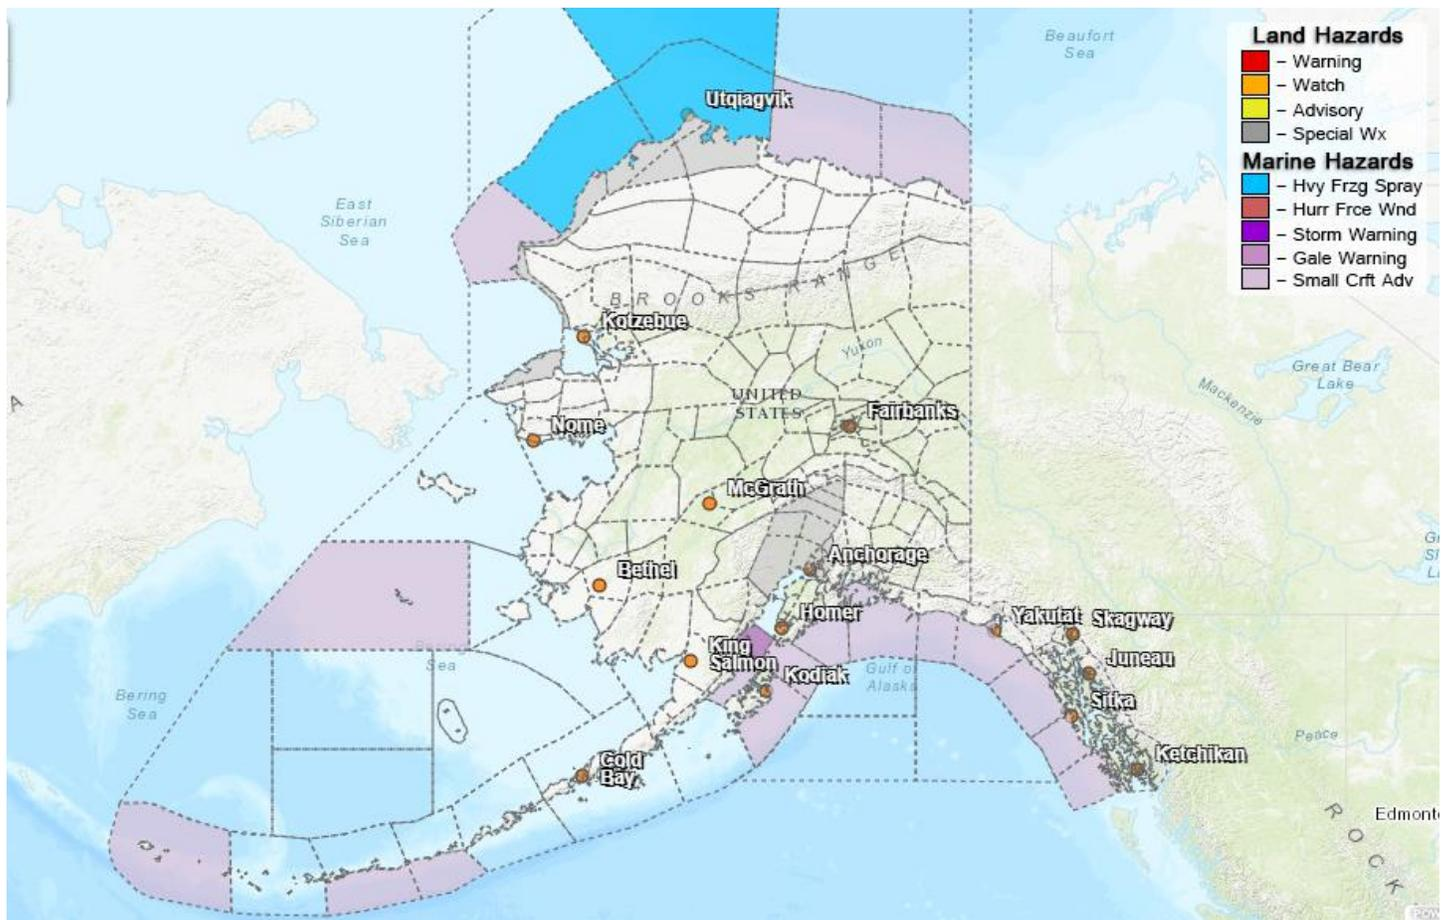 Land Hazards
– Warning
– Watch
– Advisory
– Special Wx
Marine Hazards
– Hvy Frzg Spray
– Hurr Frce Wnd
– Storm Warning
– Gale Warning
– Small Crft Adv
Beaufort
Sea
Utqiagvik
East
Siberian
Sea
BROOKS RANGE
Kotzebue
Yukon
Great Bear
Lake
Mackenzie
UNITED
STATES
A
Nome
Fairbanks
McGrath
Anchorage
Bethel
Homer
Yakutat
Skagway
King
Salmon
Juneau
Sea
Kodiak
Gulf of
Alaska
Bering
Sea
Sitka
Peace
Cold
Bay
Ketchikan
Edmont
ROCK